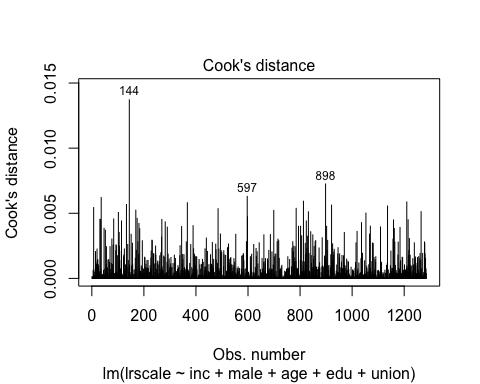 Cook's distance
0.015
0.010
0.005
0.000
Cook's distance
144
597
898
0 200 400 600 800 1000 1200
Obs. number
lm(lrscale ~ inc + male + age + edu + union)